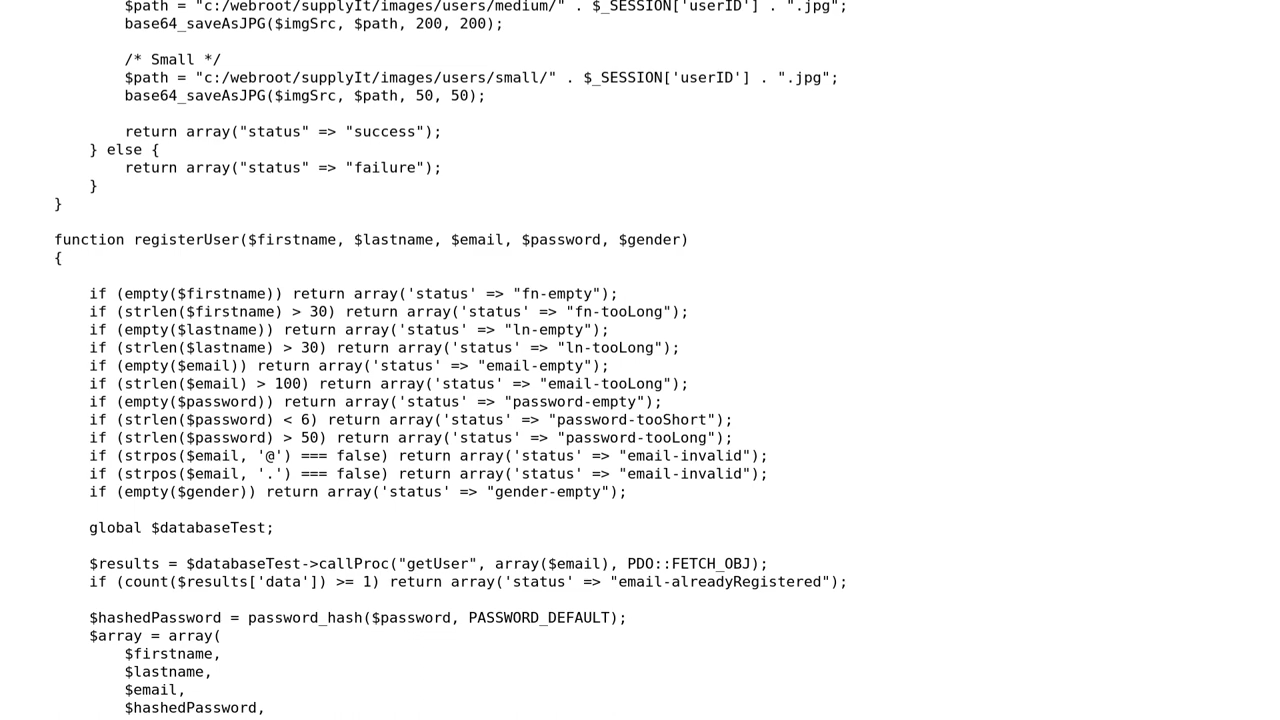 $path = "c:/webroot/supplyIt/images/users/medium/" . $_SESSION['userID'] . ".jpg";
base64_saveAsJPG($imgSrc, $path, 200, 200);
/* Small */
$path = "c:/webroot/supplyIt/images/users/small/" . $_SESSION['userID'] . ".jpg";
base64_saveAsJPG($imgSrc, $path, 50, 50);
return array("status" => "success");
} else {
return array("status" => "failure");
}
}
function registerUser($firstname, $lastname, $email, $password, $gender)
{
if (empty($firstname)) return array('status' => "fn-empty");
if (strlen($firstname) > 30) return array('status' => "fn-tooLong");
if (empty($lastname)) return array('status' => "ln-empty");
if (strlen($lastname) > 30) return array('status' => "ln-tooLong");
if (empty($email)) return array('status' => "email-empty");
if (strlen($email) > 100) return array('status' => "email-tooLong");
if (empty($password)) return array('status' => "password-empty");
if (strlen($password) < 6) return array('status' => "password-tooShort");
if (strlen($password) > 50) return array('status' => "password-tooLong");
if (strpos($email, '@') === false) return array('status' => "email-invalid");
if (strpos($email, '.') === false) return array('status' => "email-invalid");
if (empty($gender)) return array('status' => "gender-empty");
global $databaseTest;
$results = $databaseTest->callProc("getUser", array($email), PDO::FETCH_OBJ);
if (count($results['data']) >= 1) return array('status' => "email-alreadyRegistered");
$hashedPassword = password_hash($password, PASSWORD_DEFAULT);
$array = array(
$firstname,
$lastname,
$email,
$hashedPassword,